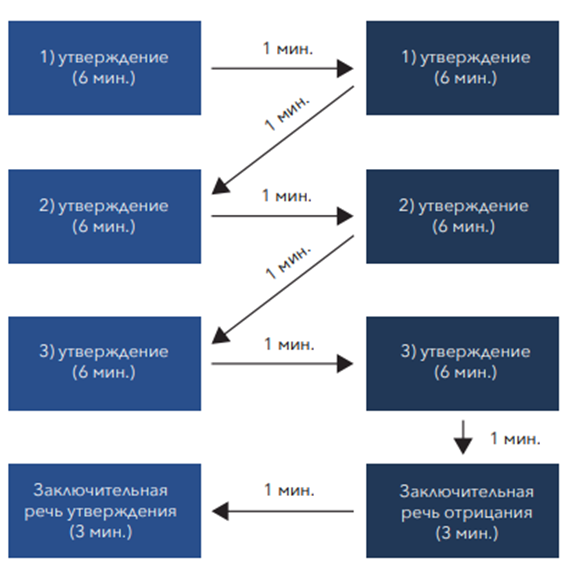 1) утверждение
(6 мин.)
1 мин.
1) утверждение
(6 мин.)
1 мин.
2) утверждение
(6 мин.)
1 мин.
2) утверждение
(6 мин.)
1 мин.
3) утверждение
(6 мин.)
1 мин.
3) утверждение
(6 мин.)
1 мин.
Заключительная
речь утверждения
(3 мин.)
1 мин.
Заключительная
речь отрицания
(3 мин.)